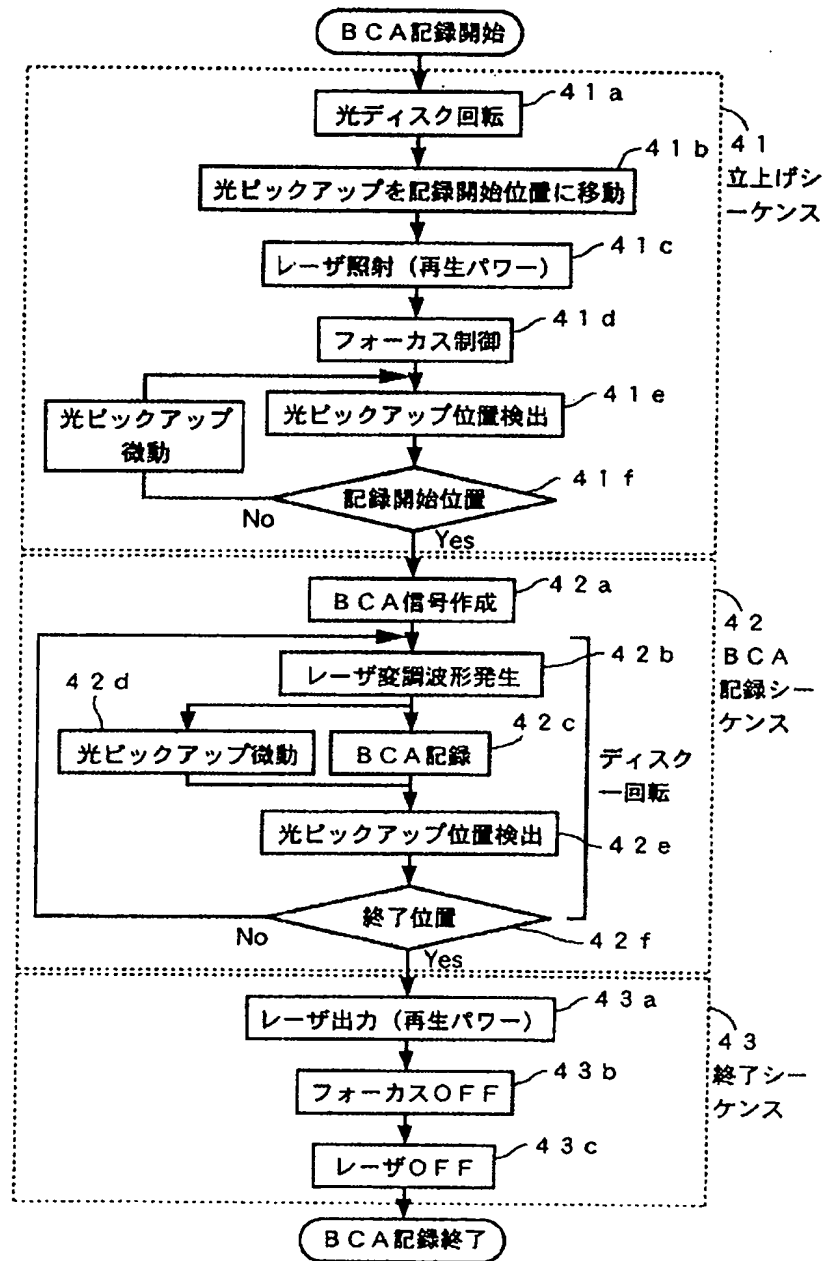 BCA記録開始
41a
光ディスク回転
41b
光ピックアップを記録開始位置に移動
41
立上げシ
ーケンス
41c
レーザ照射(再生パワー)
41d
フォーカス制御
41e
光ピックアップ位置検出
光ピックアップ
微動
41f
記録開始位置
No
Yes
42a
BCA信号作成
42
BCA
記録シー
ケンス
42b
レーザ変調波形発生
42d
42c
光ピックアップ微動
BCA記録
ディスク
一回転
光ピックアップ位置検出
42e
終了位置
No
42f
Yes
43a
レーザ出力(再生パワー)
43
終了シー
ケンス
43b
フォーカスOFF
43c
レーザOFF
BCA記録終了